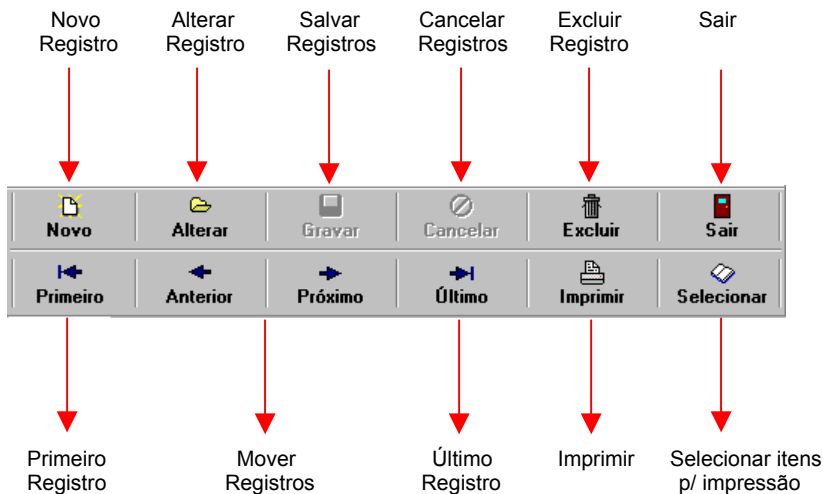 Novo Alterar Salvar Cancelar Excluir Sair
Registro Registro Registros Registros Registro
Novo Alterar Gravar Cancelar Excluir Sair
Primeiro Anterior Próximo Último Imprimir Selecionar
Primeiro Mover Último Imprimir Selecionar itens
Registro Registros Registro p/ impressão